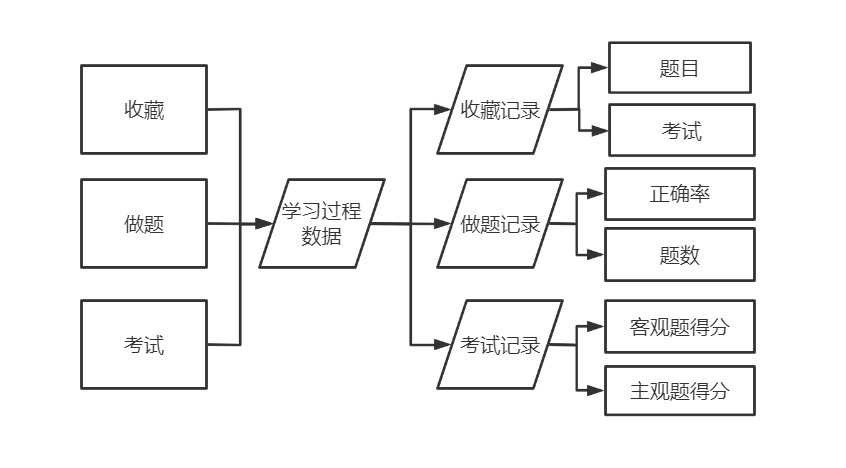 收藏
做题
考试
学习过程
数据
收藏记录
做题记录
考试记录
题目
考试
正确率
题数
客观题得分
主观题得分